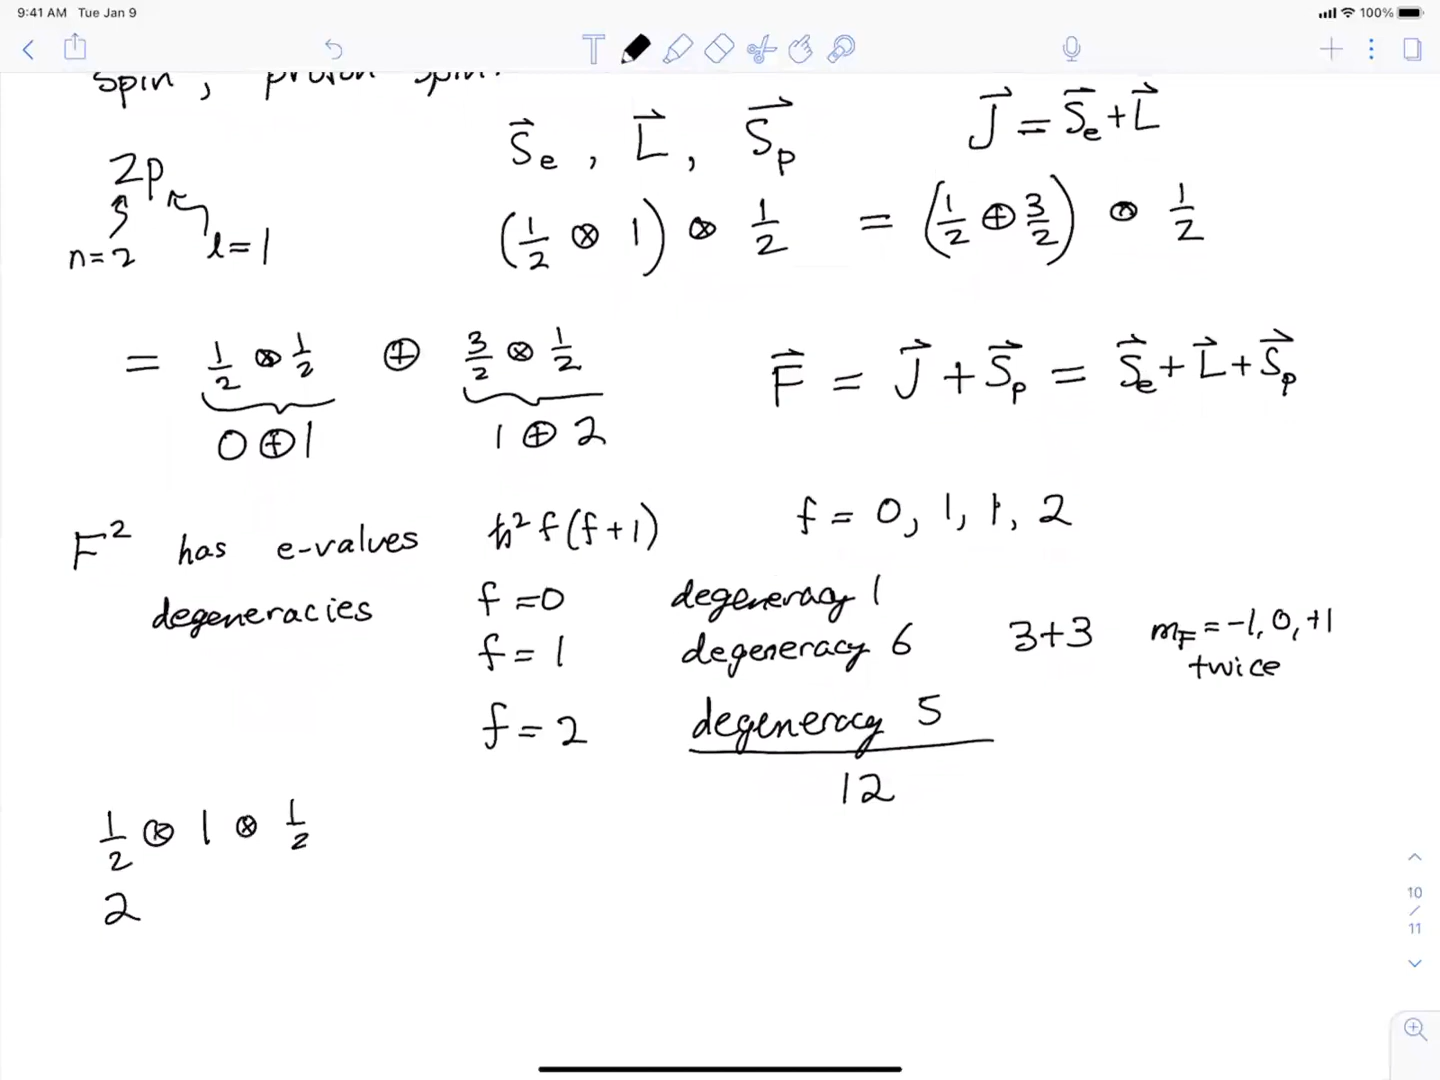 9:41 AM Tue Jan 9
100%
spin, proton spin.
2p
n=2 l=1
S⃗e , L⃗ , S⃗p J⃗ = S⃗e + L⃗
(1/2 ⊗ 1) ⊗ 1/2 = (1/2 ⊕ 3/2) ⊗ 1/2
= 1/2 ⊗ 1/2 ⊕ 3/2 ⊗ 1/2 F⃗ = J⃗ + S⃗p = S⃗e + L⃗ + S⃗p
0 ⊕ 1 1 ⊕ 2
F² has e-values ħ² f(f+1) f = 0, 1, 1, 2
degeneracies f = 0 degeneracy 1
f = 1 degeneracy 6 3+3 mF = -1, 0, +1
twice
f = 2 degeneracy 5
12
1/2 ⊗ 1 ⊗ 1/2
2
10
/
11